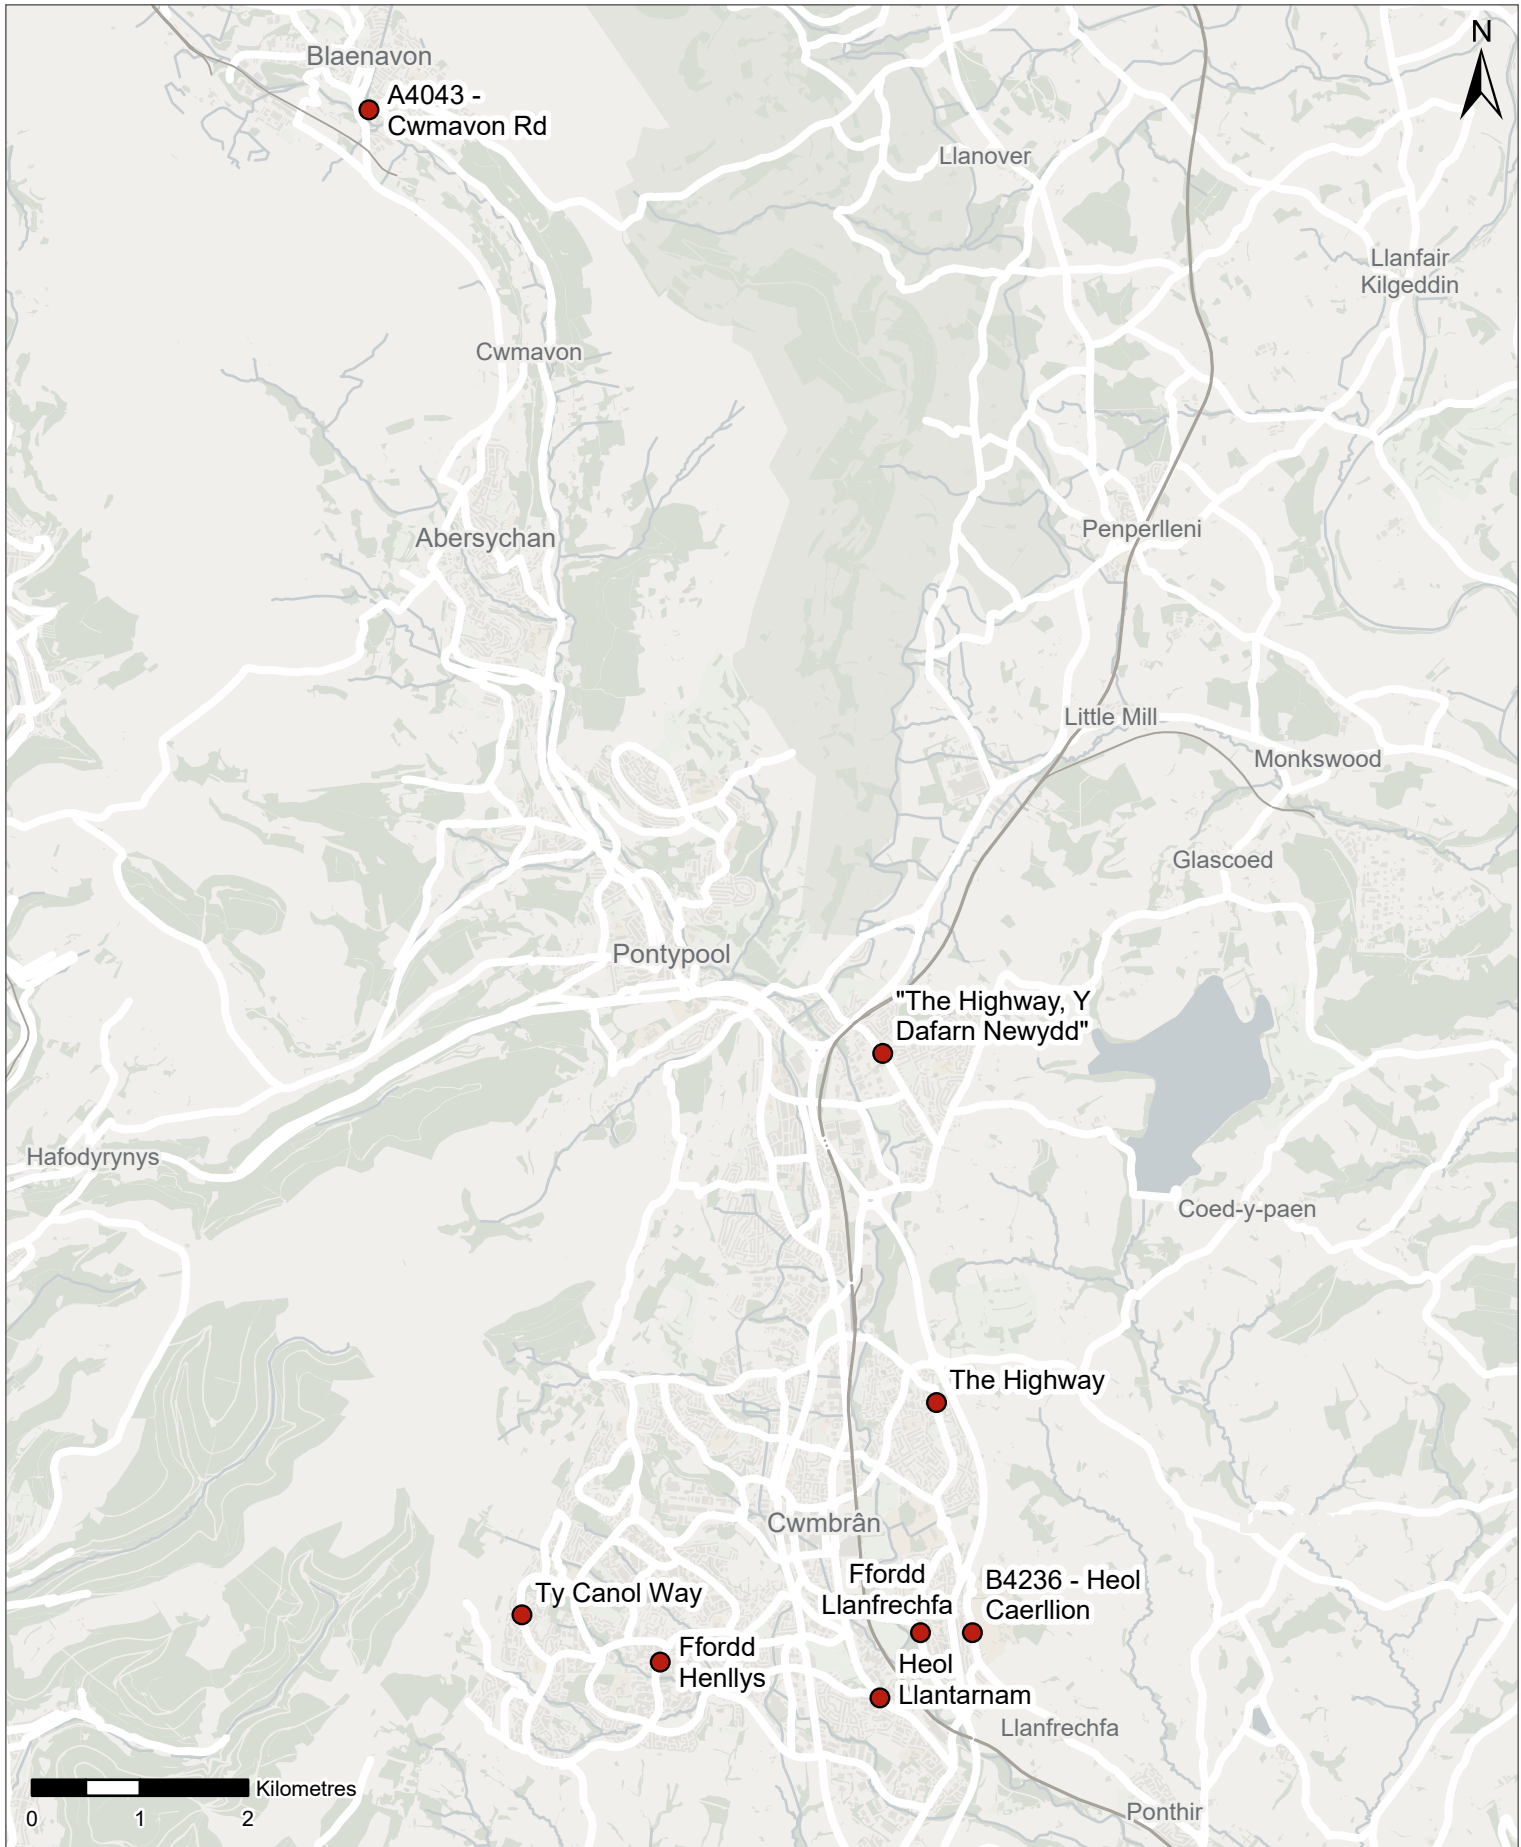 N
Blaenavon
A4043 -
Cwmavon Rd
Llanover
Llanfair
Kilgeddin
Cwmavon
Abersychan
Penperlleni
Little Mill
Monkswood
Glascoed
Pontypool
"The Highway, Y
Dafarn Newydd"
Hafodyrynys
Coed-y-paen
The Highway
Cwmbrân
Ffordd
Llanfrechfa
B4236 - Heol
Caerllion
Ty Canol Way
Ffordd
Henllys
Heol
Llantarnam
Llanfrechfa
Kilometres
0 1 2
Ponthir